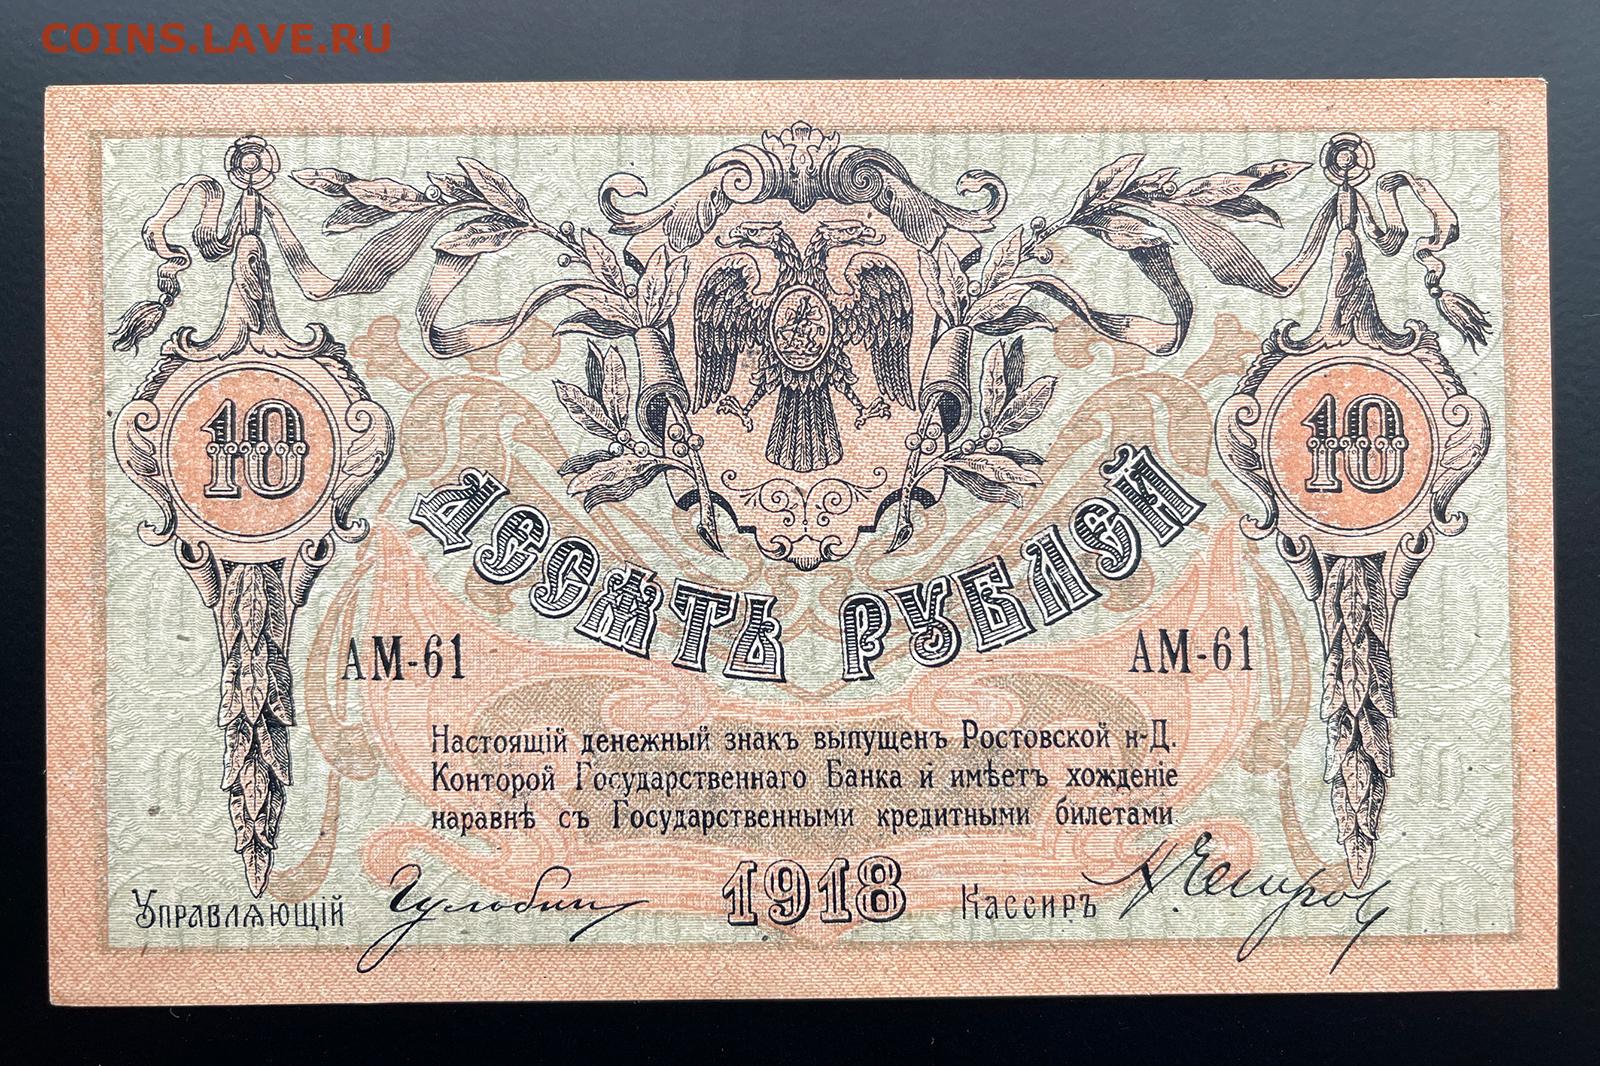 COINS.LAVE.RU
10
10
ДЕСЯТЬ РУБЛЕЙ
АМ-61
АМ-61
Настоящій денежный знакъ выпущенъ Ростовской н-Д.
Конторой Государственнаго Банка и имѣетъ хожденіе
наравнѣ съ Государственными кредитными билетами.
Управляющій
1918
Кассиръ